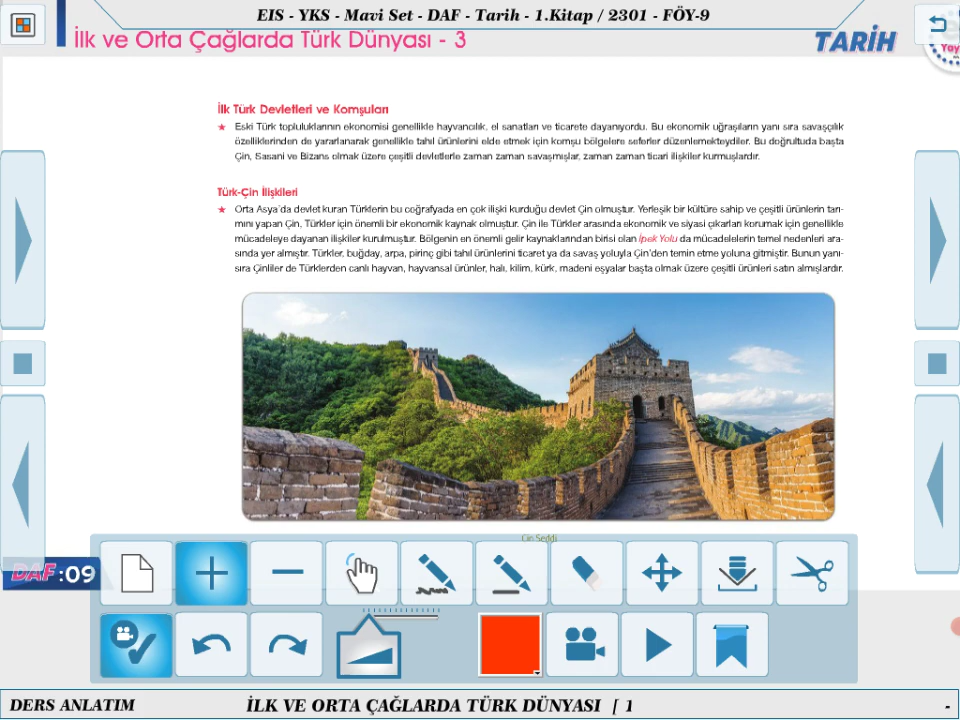 EIS - YKS - Mavi Set - DAF - Tarih - 1.Kitap / 2301 - FÖY-9
İlk ve Orta Çağlarda Türk Dünyası - 3
TARİH
Yay
İlk Türk Devletleri ve Komşuları
★ Eski Türk topluluklarının ekonomisi genellikle hayvancılık, el sanatları ve ticarete dayanıyordu. Bu ekonomik uğraşıların yanı sıra savaşçılık
özelliklerinden de yararlanarak genellikle tahıl ürünlerini elde etmek için komşu bölgelere seferler düzenlemekteydiler. Bu doğrultuda başta
Çin, Sasani ve Bizans olmak üzere çeşitli devletlerle zaman zaman savaşmışlar, zaman zaman ticari ilişkiler kurmuşlardır.
Türk-Çin İlişkileri
★ Orta Asya'da devlet kuran Türklerin bu coğrafyada en çok ilişki kurduğu devlet Çin olmuştur. Yerleşik bir kültüre sahip ve çeşitli ürünlerin tarı-
mını yapan Çin, Türkler için önemli bir ekonomik kaynak olmuştur. Çin ile Türkler arasında ekonomik ve siyasi çıkarları korumak için genellikle
mücadeleye dayanan ilişkiler kurulmuştur. Bölgenin en önemli gelir kaynaklarından birisi olan İpek Yolu da mücadelelerin temel nedenleri ara-
sında yer almıştır. Türkler, buğday, arpa, pirinç gibi tahıl ürünlerini ticaret ya da savaş yoluyla Çin'den temin etme yoluna gitmiştir. Bunun yanı-
sıra Çinliler de Türklerden canlı hayvan, hayvansal ürünler, halı, kilim, kürk, madeni eşyalar başta olmak üzere çeşitli ürünleri satın almışlardır.
Çin Seddi
DAF :09
DERS ANLATIM
İLK VE ORTA ÇAĞLARDA TÜRK DÜNYASI [ 1
-